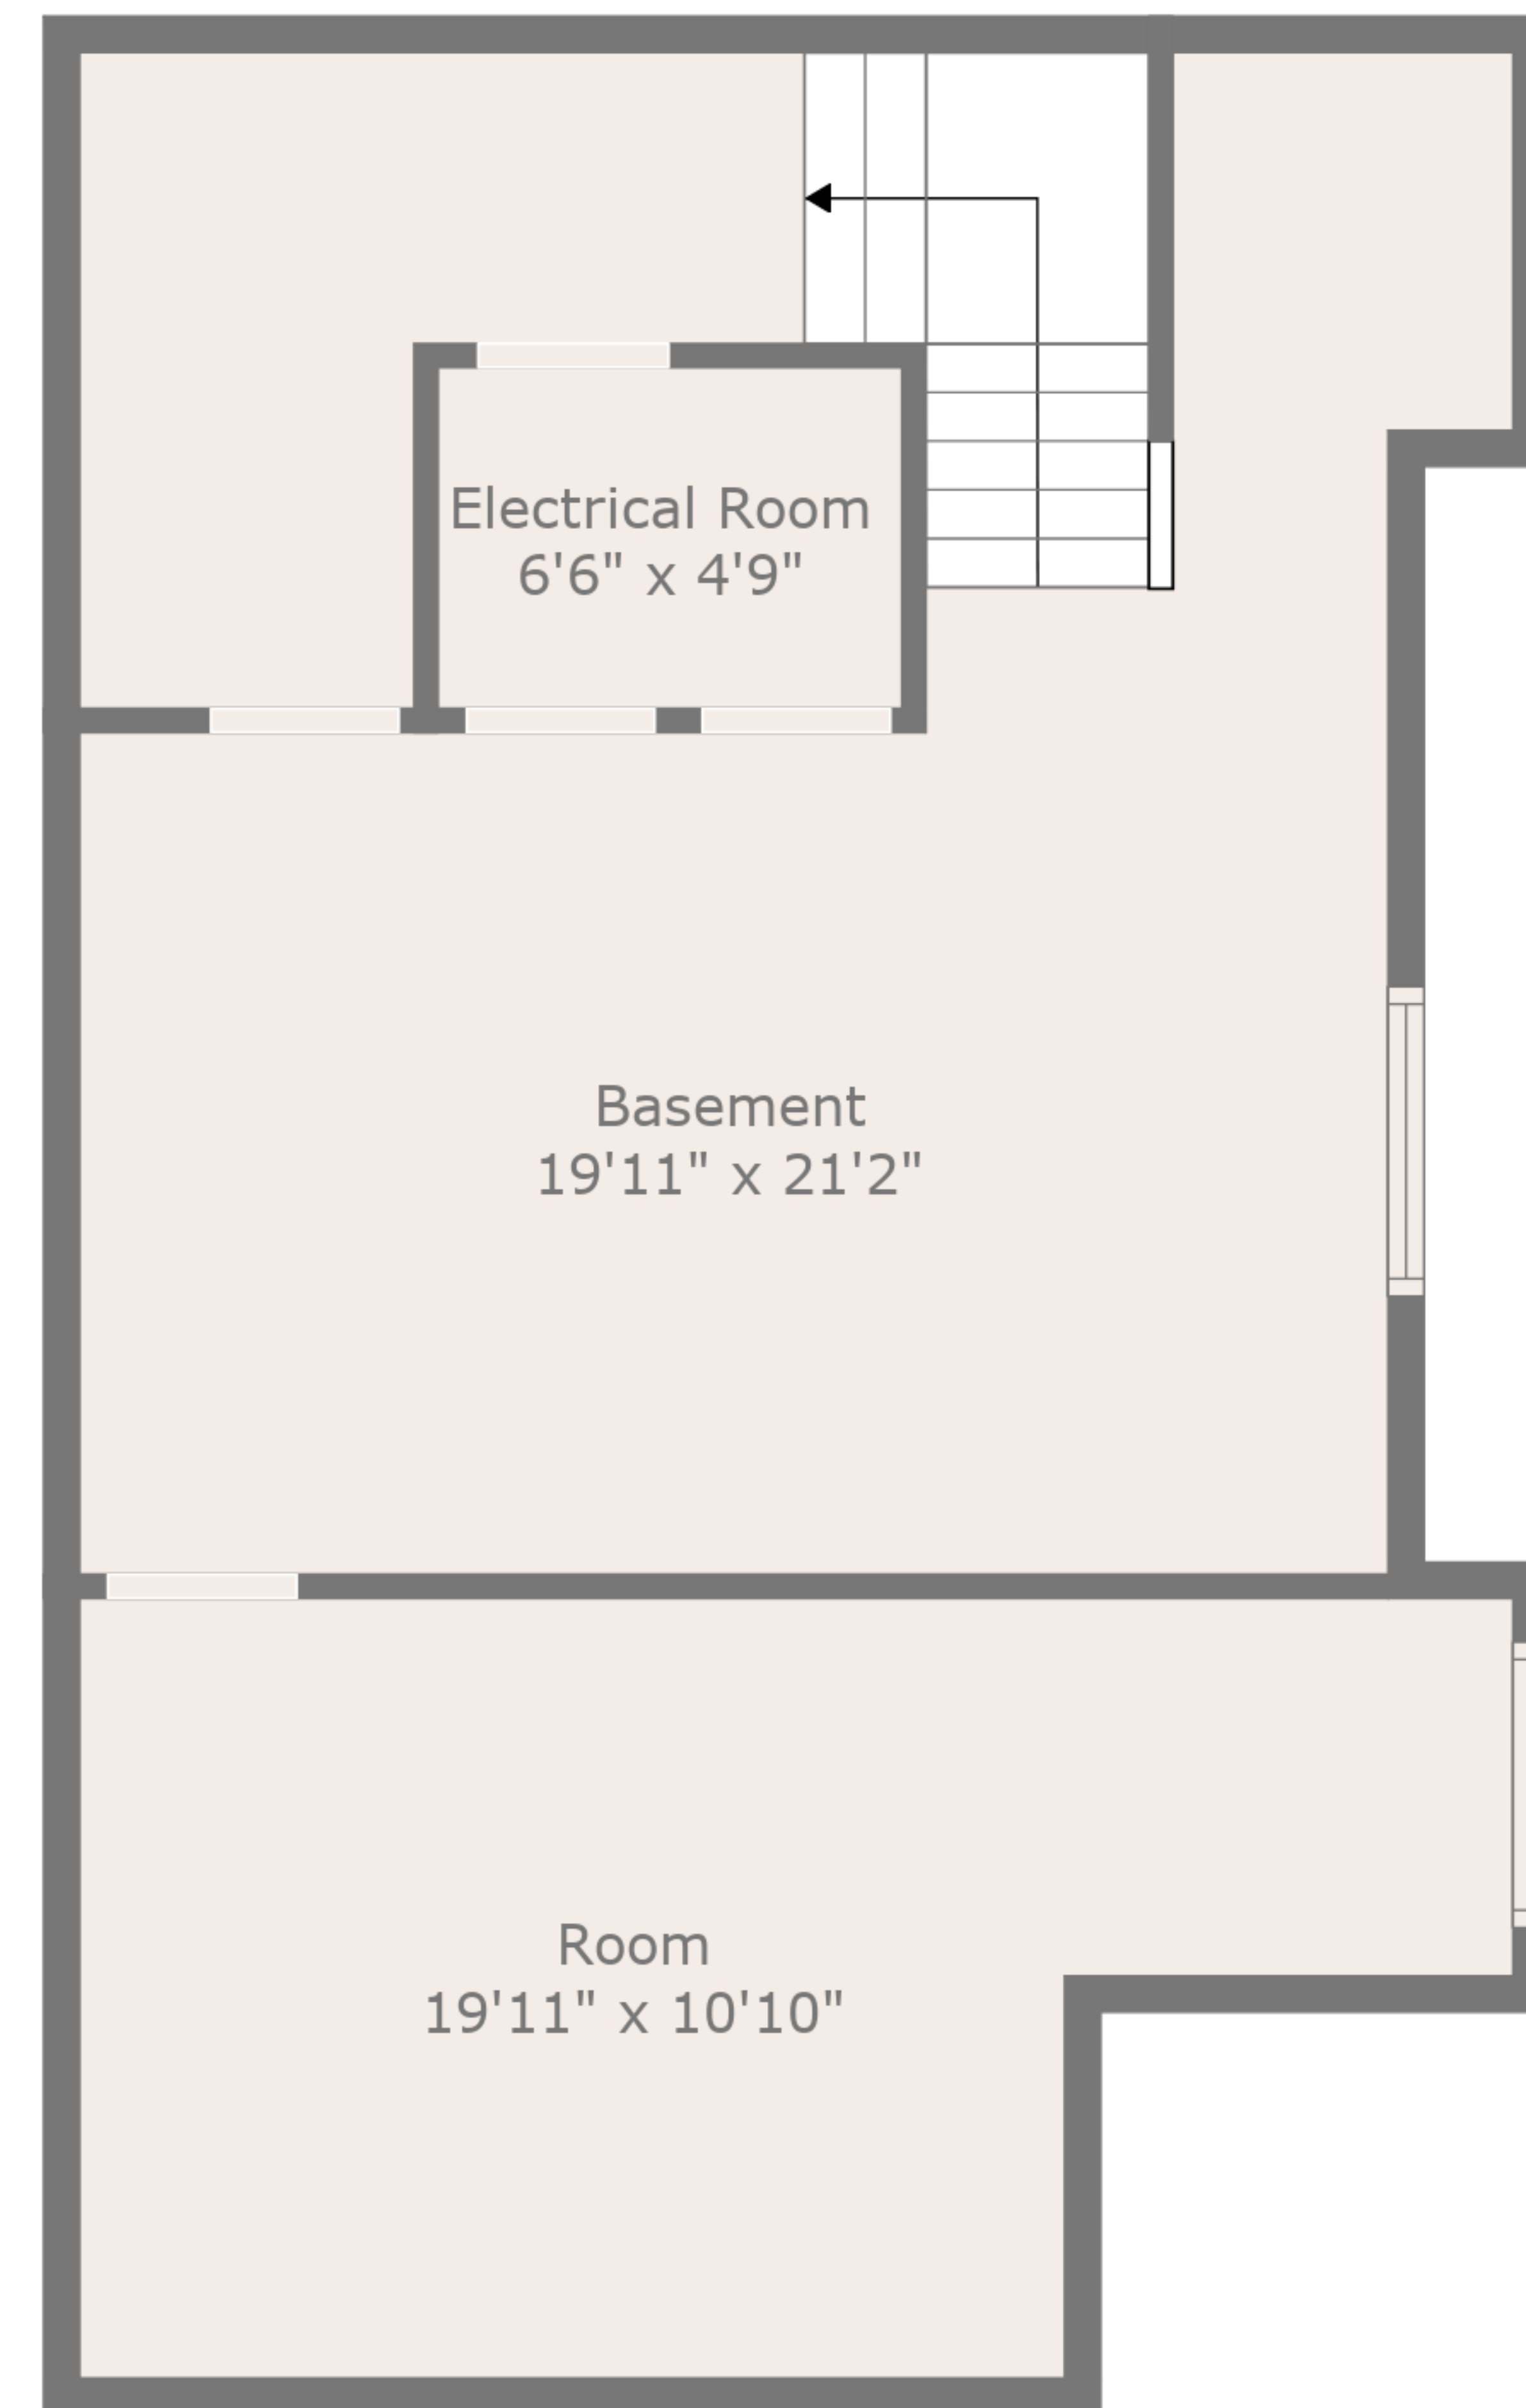 Electrical Room
6'6" x 4'9"
Basement
19'11" x 21'2"
Room
19'11" x 10'10"